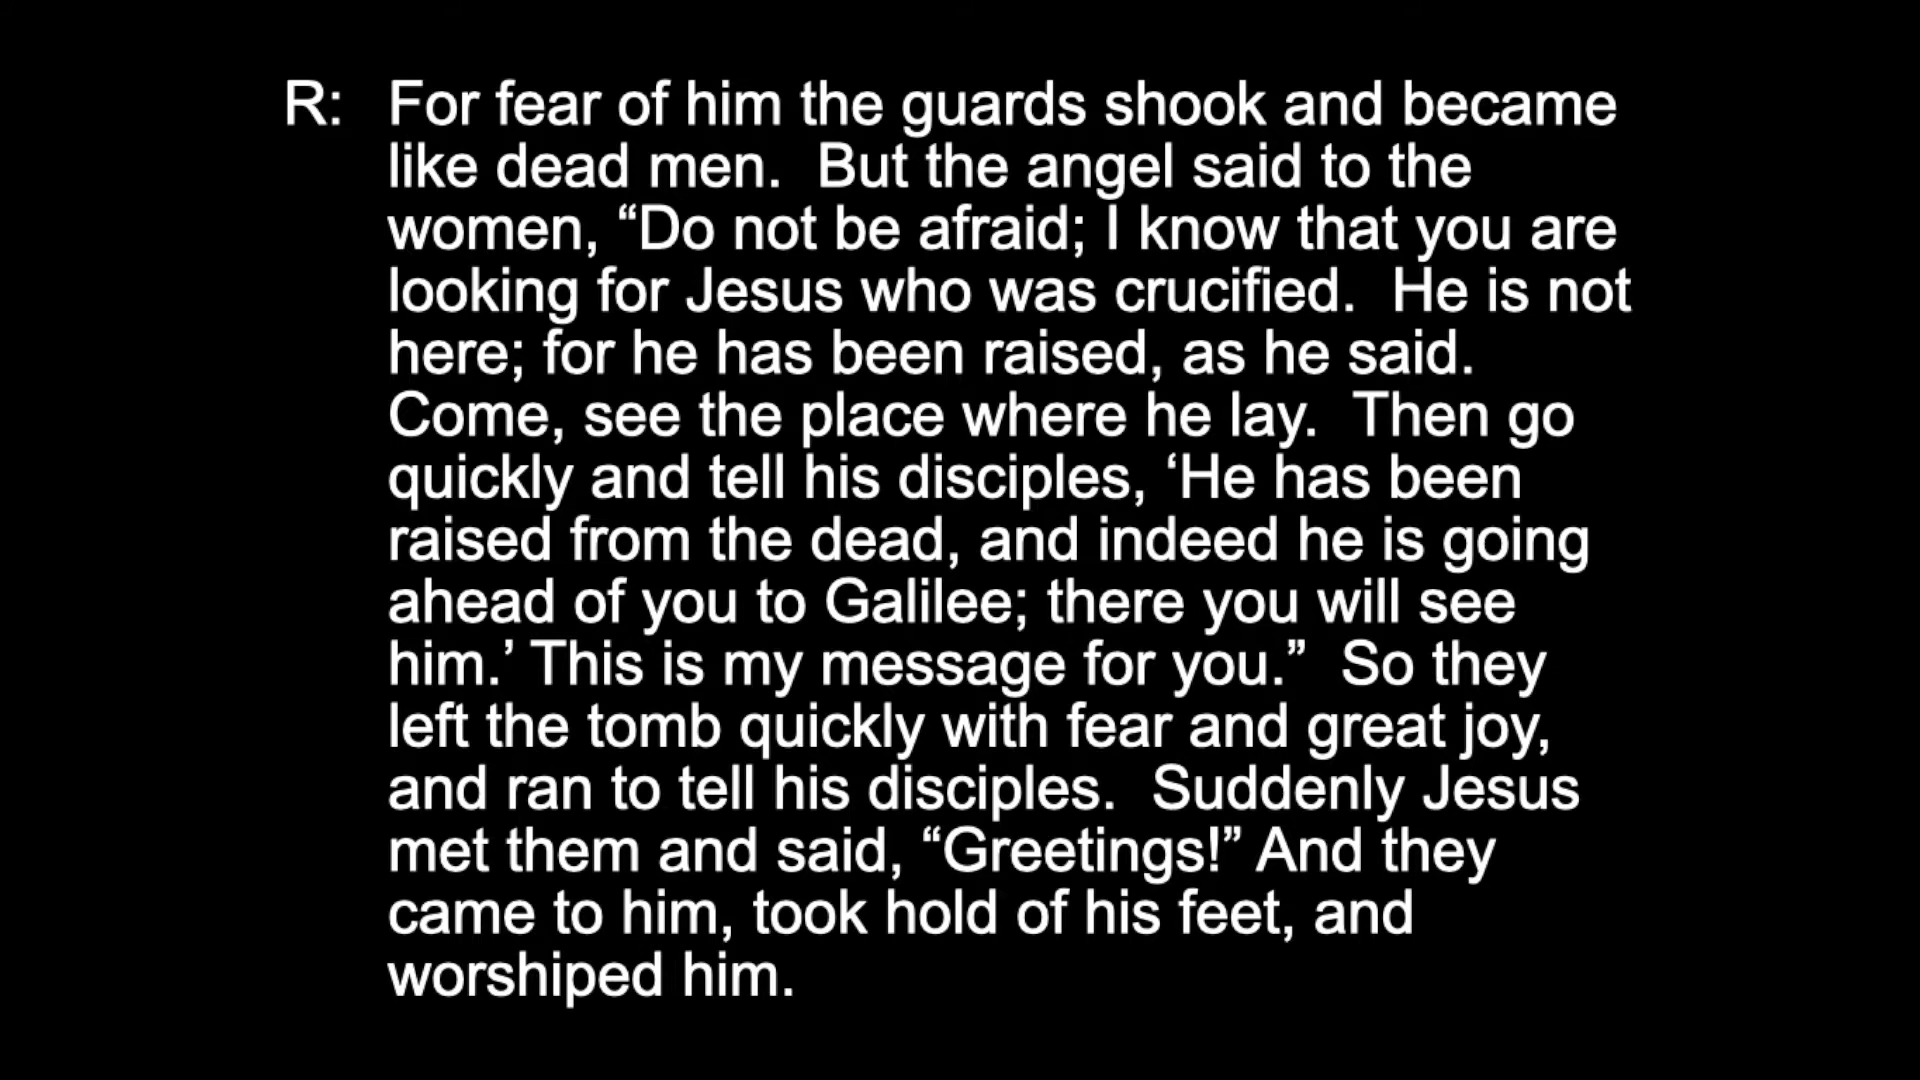 R: For fear of him the guards shook and became
like dead men.  But the angel said to the
women, “Do not be afraid; I know that you are
looking for Jesus who was crucified.  He is not
here; for he has been raised, as he said.
Come, see the place where he lay.  Then go
quickly and tell his disciples, ‘He has been
raised from the dead, and indeed he is going
ahead of you to Galilee; there you will see
him.’ This is my message for you.”  So they
left the tomb quickly with fear and great joy,
and ran to tell his disciples.  Suddenly Jesus
met them and said, “Greetings!” And they
came to him, took hold of his feet, and
worshiped him.